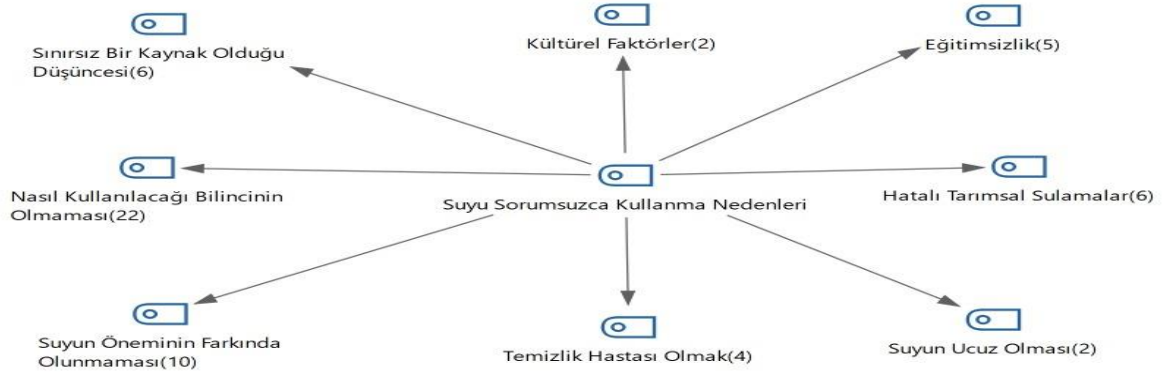 Sınırsız Bir Kaynak Olduğu
Düşüncesi(6)
Kültürel Faktörler(2)
Eğitimsizlik(5)
Nasıl Kullanılacağı Bilincinin
Olmaması(22)
Suyu Sorumsuzca Kullanma Nedenleri
Hatalı Tarımsal Sulamalar(6)
Suyun Öneminin Farkında
Olunmaması(10)
Temizlik Hastası Olmak(4)
Suyun Ucuz Olması(2)